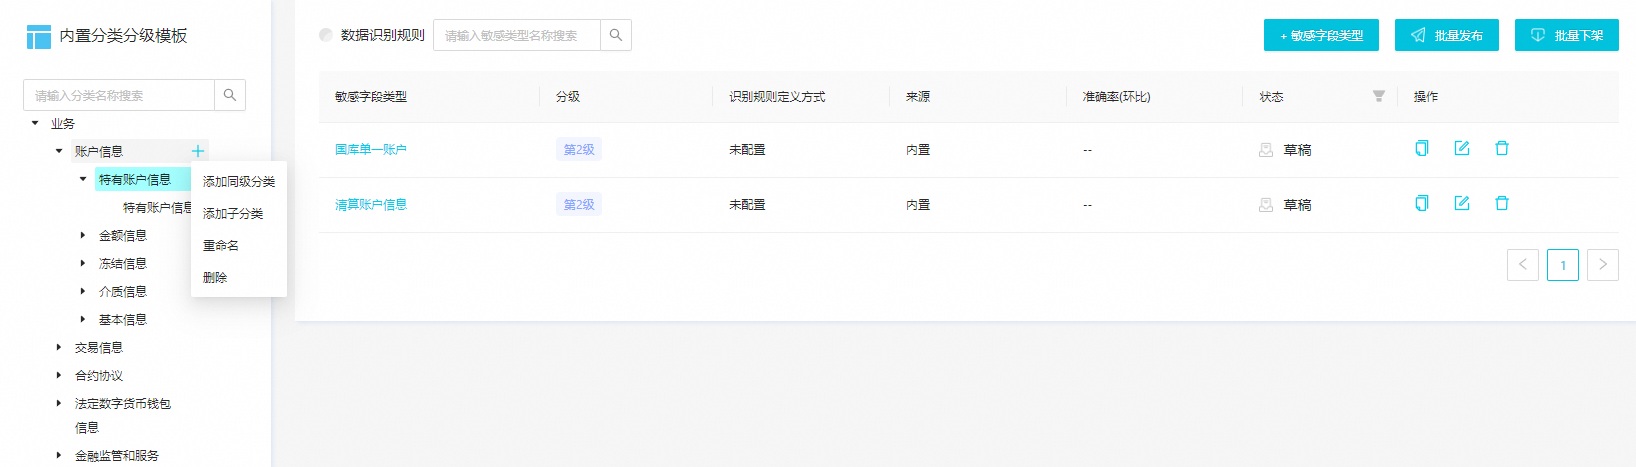 内置分类分级模板
请输入分类名称搜索
业务
账户信息
特有账户信息
特有账户信息
金额信息
冻结信息
介质信息
基本信息
交易信息
合约协议
法定数字货币钱包
信息
金融监管和服务
添加同级分类
添加子分类
重命名
删除
数据识别规则 请输入敏感类型名称搜索 + 敏感字段类型 批量发布 批量下架
敏感字段类型 分级 识别规则定义方式 来源 准确率(环比) 状态 操作
国库单一账户 第2级 未配置 内置 -- 草稿
清算账户信息 第2级 未配置 内置 -- 草稿
< 1 >